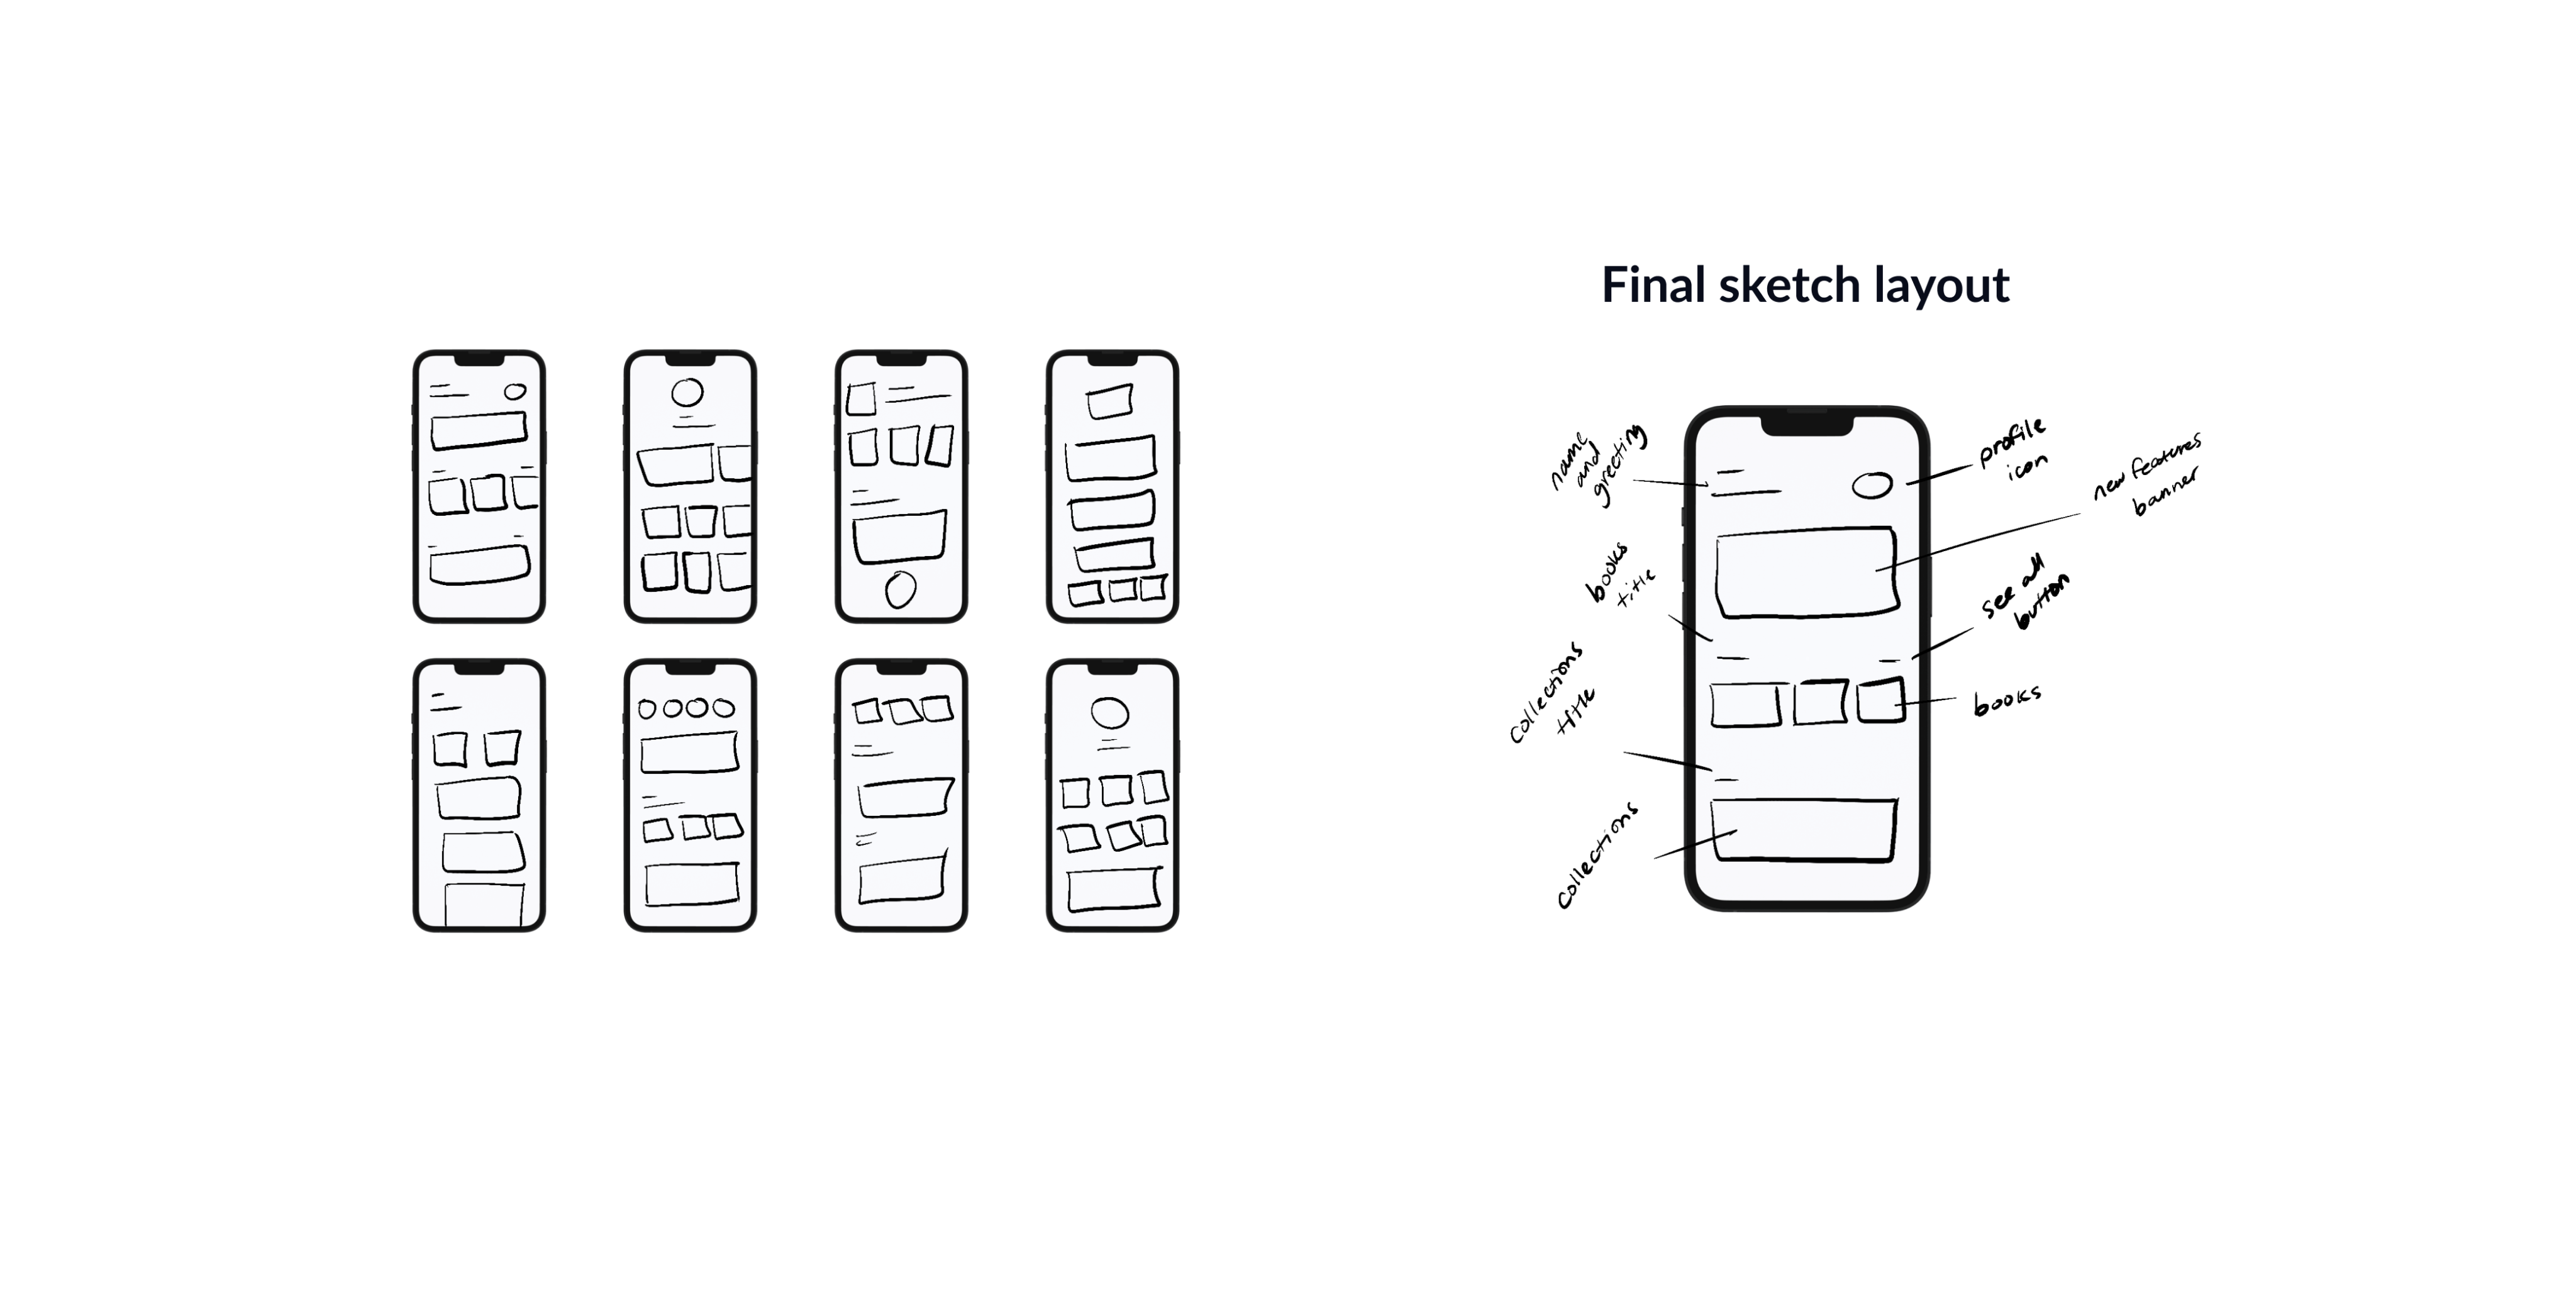 Final sketch layout
name
and
greeting
profile
icon
new features
banner
books
title
see all
button
collections
title
books
collections